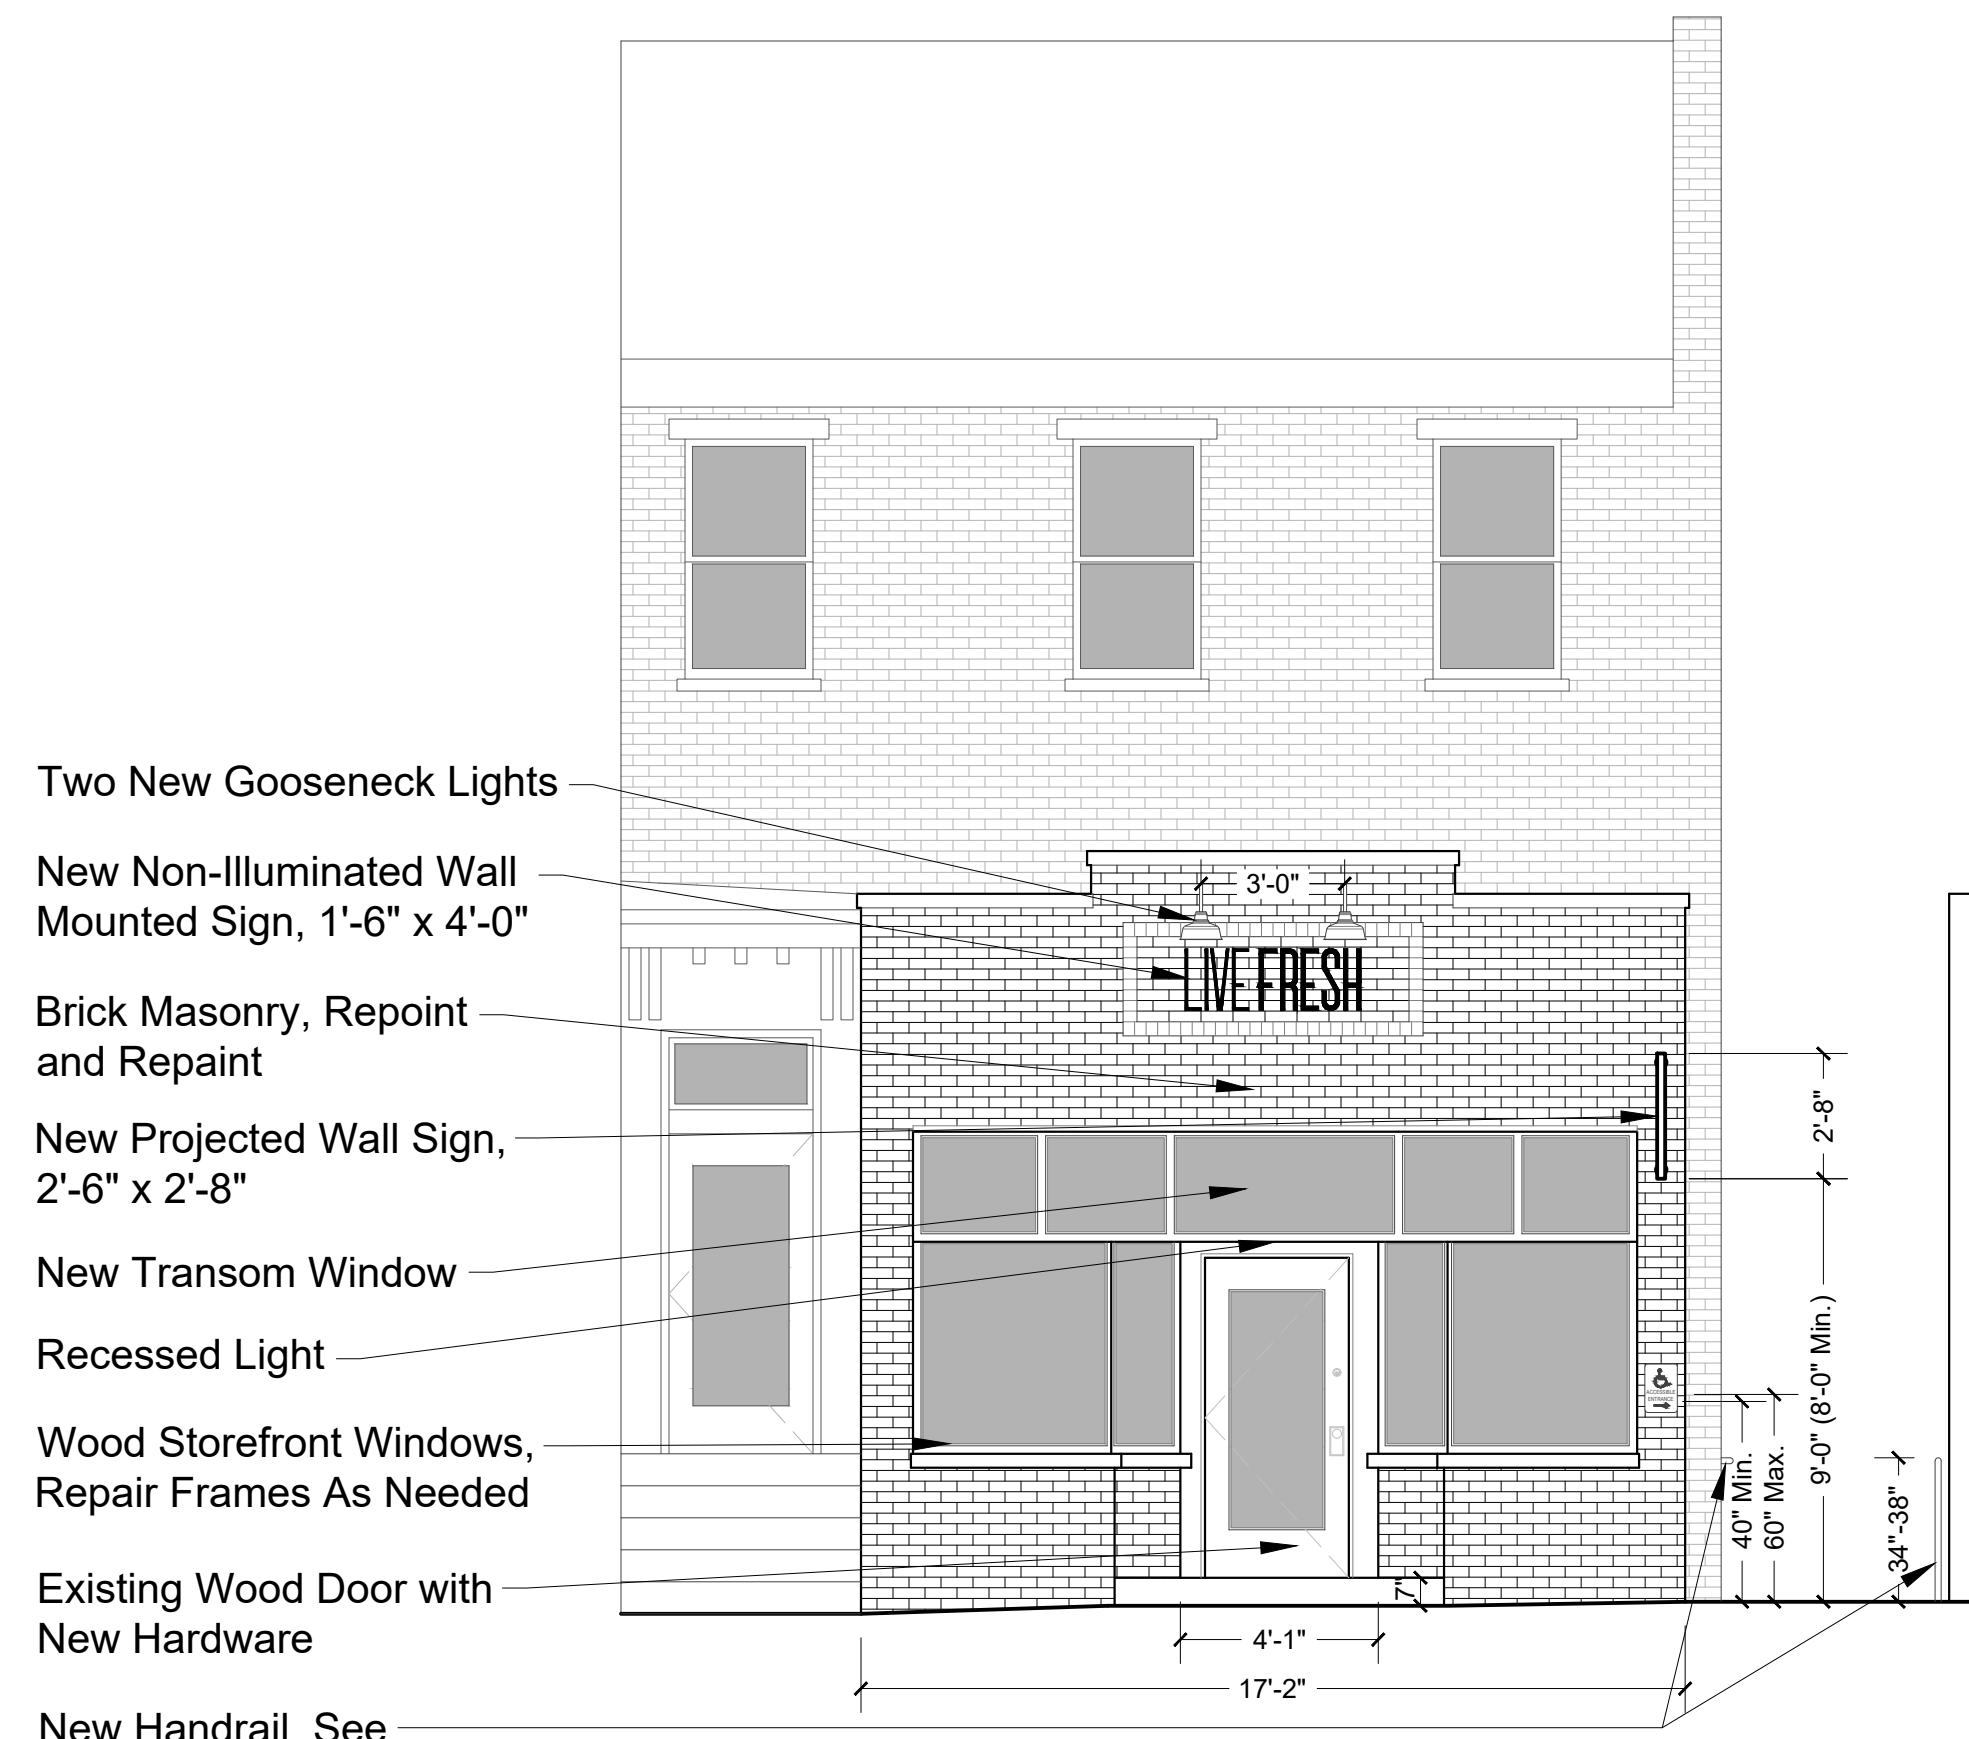 Two New Gooseneck Lights
New Non-Illuminated Wall
Mounted Sign, 1'-6" x 4'-0"
Brick Masonry, Repoint
and Repaint
New Projected Wall Sign,
2'-6" x 2'-8"
New Transom Window
Recessed Light
Wood Storefront Windows,
Repair Frames As Needed
Existing Wood Door with
New Hardware
New Handrail See
3'-0"
LIVE FRESH
2'-8"
ACCESSIBLE
ENTRANCE
9'-0" (8'-0" Min.)
40" Min.
60" Max.
34"-38"
7"
4'-1"
17'-2"